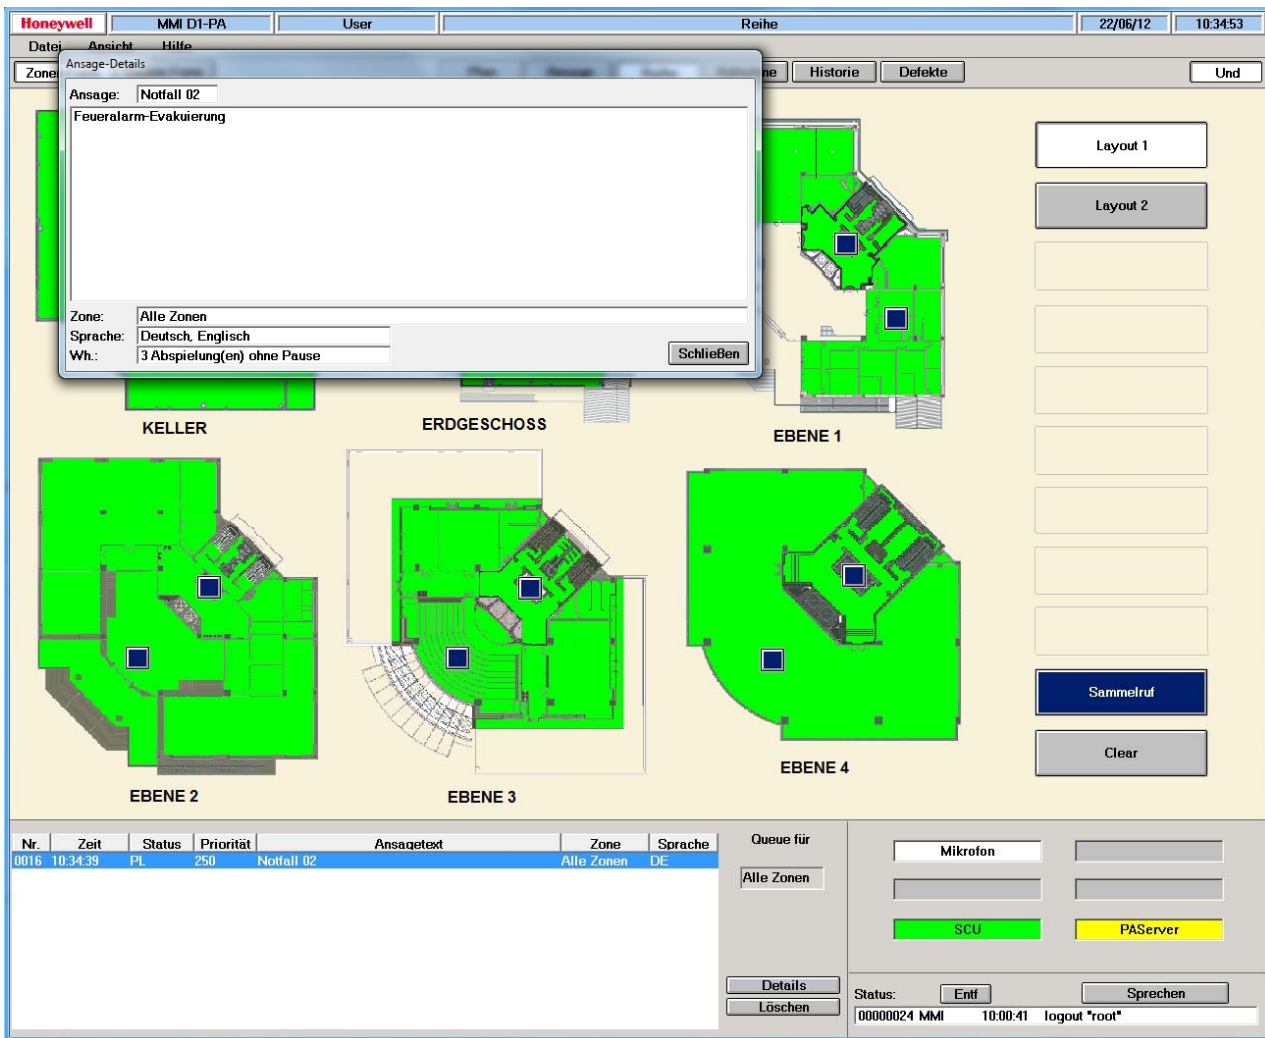 Honeywell MMI D1-PA User Reihe 22/06/12 10:34:53
Datei Ansicht Hilfe
Historie Defekte Und
Ansage-Details
Ansage: Notfall 02
Feueralarm-Evakuierung
Zone: Alle Zonen
Sprache: Deutsch, Englisch
Wh.: 3 Abspielung(en) ohne Pause
Schließen
Layout 1
Layout 2
KELLER
ERDGESCHOSS
EBENE 1
EBENE 2
EBENE 3
EBENE 4
Sammelruf
Clear
Nr. Zeit Status Priorität Ansagetext Zone Sprache
0016 10:34:39 PL 250 Notfall 02 Alle Zonen DE
Queue für
Alle Zonen
Details
Löschen
Mikrofon
SCU PAServer
Status: Entf Sprechen
00000024 MMI 10:00:41 logout "root"